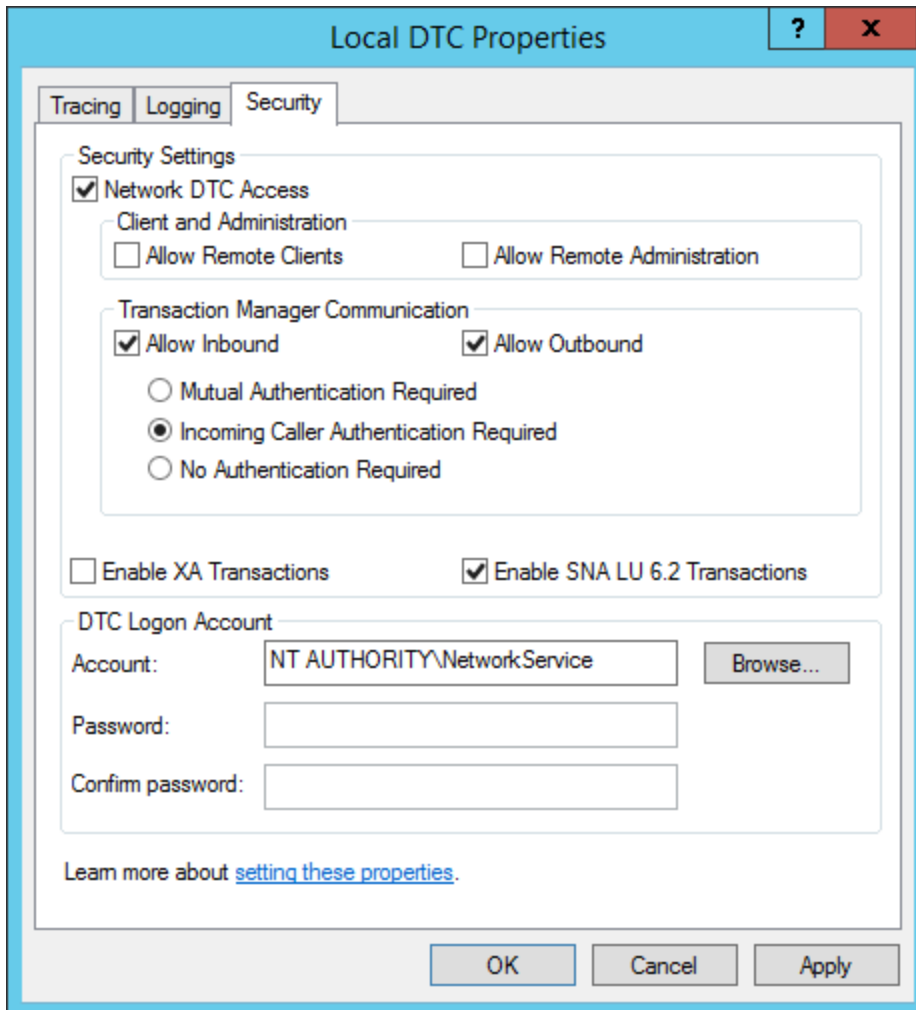 Local DTC Properties
?
x
Tracing Logging Security
Security Settings
Network DTC Access
Client and Administration
Allow Remote Clients Allow Remote Administration
Transaction Manager Communication
Allow Inbound Allow Outbound
Mutual Authentication Required
Incoming Caller Authentication Required
No Authentication Required
Enable XA Transactions Enable SNA LU 6.2 Transactions
DTC Logon Account
Account: NT AUTHORITY\NetworkService Browse...
Password:
Confirm password:
Learn more about setting these properties.
OK Cancel Apply